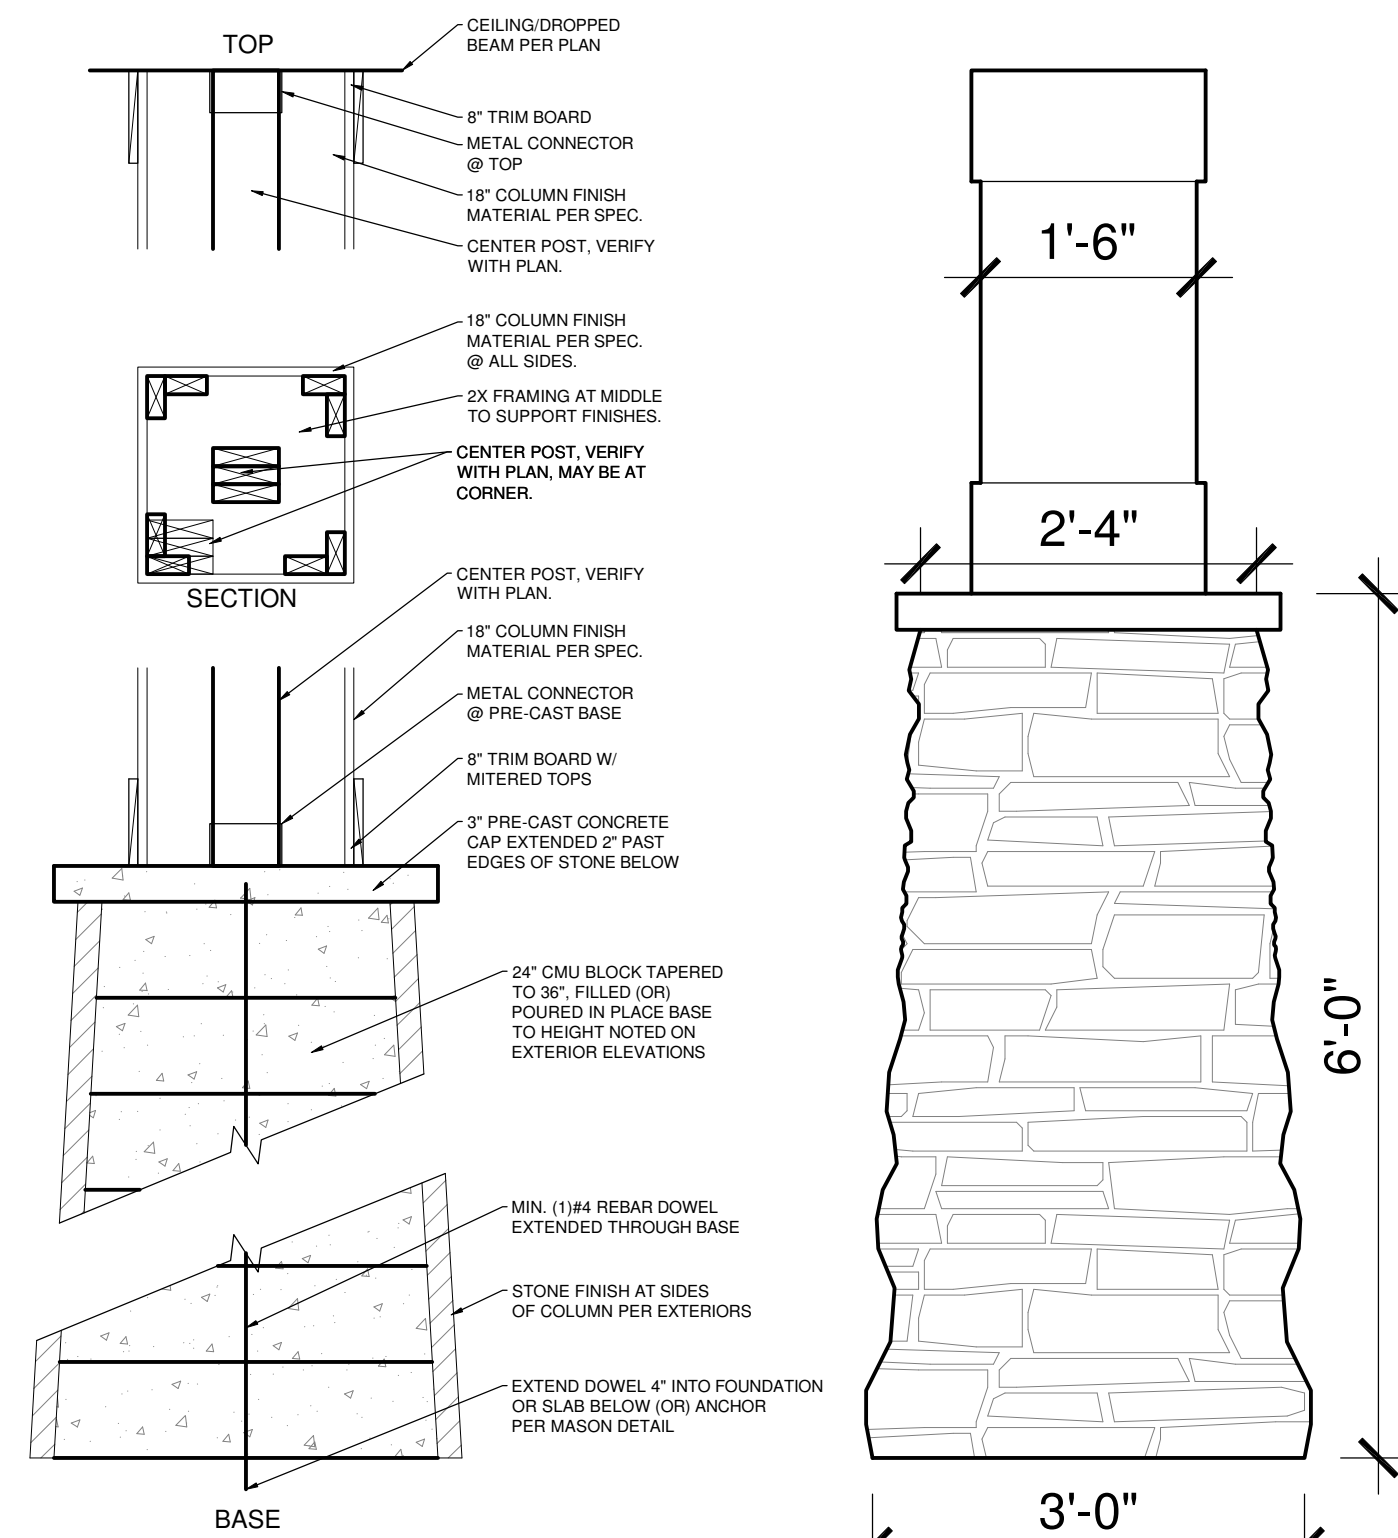 TOP
CEILING/DROPPED
BEAM PER PLAN
8" TRIM BOARD
METAL CONNECTOR
@ TOP
18" COLUMN FINISH
MATERIAL PER SPEC.
CENTER POST, VERIFY
WITH PLAN.
18" COLUMN FINISH
MATERIAL PER SPEC.
@ ALL SIDES.
2X FRAMING AT MIDDLE
TO SUPPORT FINISHES.
CENTER POST, VERIFY
WITH PLAN, MAY BE AT
CORNER.
SECTION
CENTER POST, VERIFY
WITH PLAN.
18" COLUMN FINISH
MATERIAL PER SPEC.
METAL CONNECTOR
@ PRE-CAST BASE
8" TRIM BOARD W/
MITERED TOPS
3" PRE-CAST CONCRETE
CAP EXTENDED 2" PAST
EDGES OF STONE BELOW
24" CMU BLOCK TAPERED
TO 36", FILLED (OR)
POURED IN PLACE BASE
TO HEIGHT NOTED ON
EXTERIOR ELEVATIONS
MIN. (1)#4 REBAR DOWEL
EXTENDED THROUGH BASE
STONE FINISH AT SIDES
OF COLUMN PER EXTERIORS
EXTEND DOWEL 4" INTO FOUNDATION
OR SLAB BELOW (OR) ANCHOR
PER MASON DETAIL
BASE
1'-6"
2'-4"
6'-0"
3'-0"